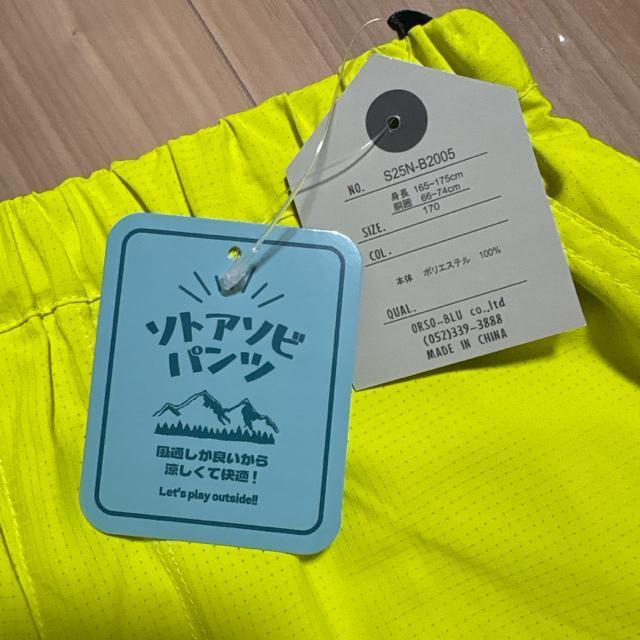 ソトアソビ
パンツ
風通しが良いから
涼しくて快適！
Let's play outside!!
NO. S25N-B2005
身長 165-175cm
胴囲 66-74cm
SIZE. 170
COL.
本体 ポリエステル 100%
QUAL.
ORSO-BLU co.,ltd
(052)339-3888
MADE IN CHINA